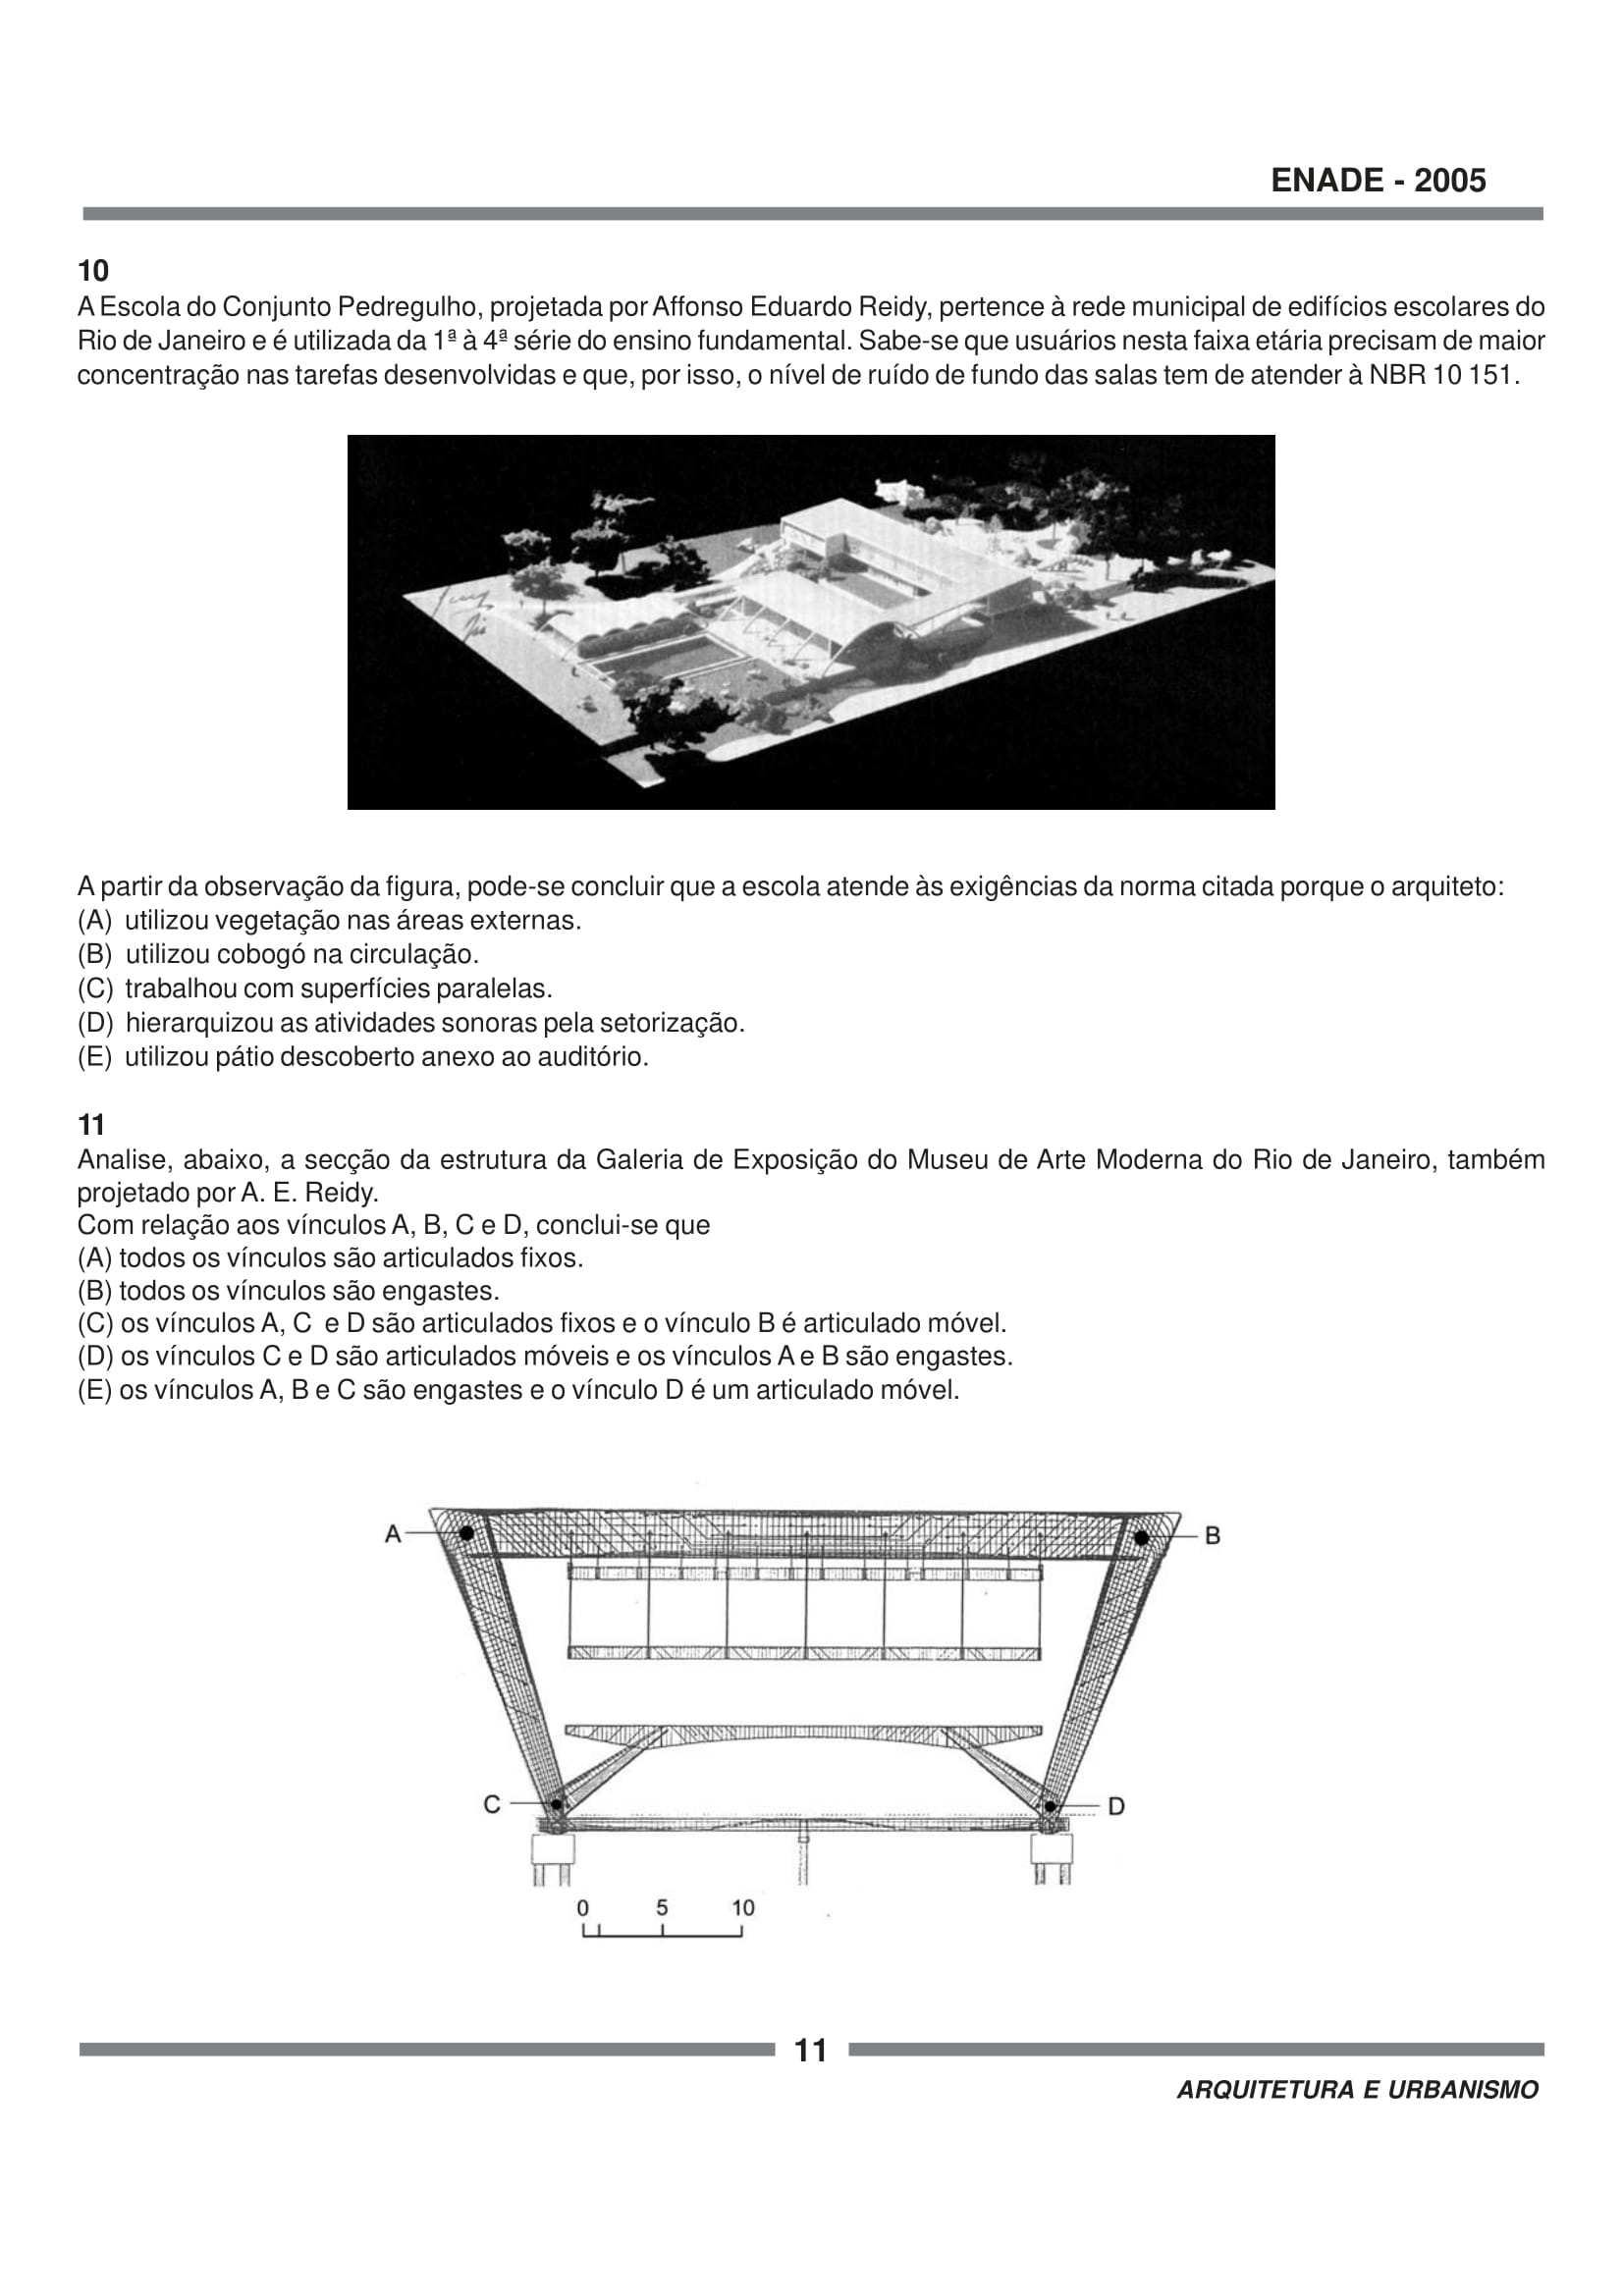 ENADE - 2005
10
A Escola do Conjunto Pedregulho, projetada por Affonso Eduardo Reidy, pertence à rede municipal de edifícios escolares do
Rio de Janeiro e é utilizada da 1ª à 4ª série do ensino fundamental. Sabe-se que usuários nesta faixa etária precisam de maior
concentração nas tarefas desenvolvidas e que, por isso, o nível de ruído de fundo das salas tem de atender à NBR 10 151.
A partir da observação da figura, pode-se concluir que a escola atende às exigências da norma citada porque o arquiteto:
(A) utilizou vegetação nas áreas externas.
(B) utilizou cobogó na circulação.
(C) trabalhou com superfícies paralelas.
(D) hierarquizou as atividades sonoras pela setorização.
(E) utilizou pátio descoberto anexo ao auditório.
11
Analise, abaixo, a secção da estrutura da Galeria de Exposição do Museu de Arte Moderna do Rio de Janeiro, também
projetado por A. E. Reidy.
Com relação aos vínculos A, B, C e D, conclui-se que
(A) todos os vínculos são articulados fixos.
(B) todos os vínculos são engastes.
(C) os vínculos A, C e D são articulados fixos e o vínculo B é articulado móvel.
(D) os vínculos C e D são articulados móveis e os vínculos A e B são engastes.
(E) os vínculos A, B e C são engastes e o vínculo D é um articulado móvel.
A
B
C
D
0 5 10
11
ARQUITETURA E URBANISMO